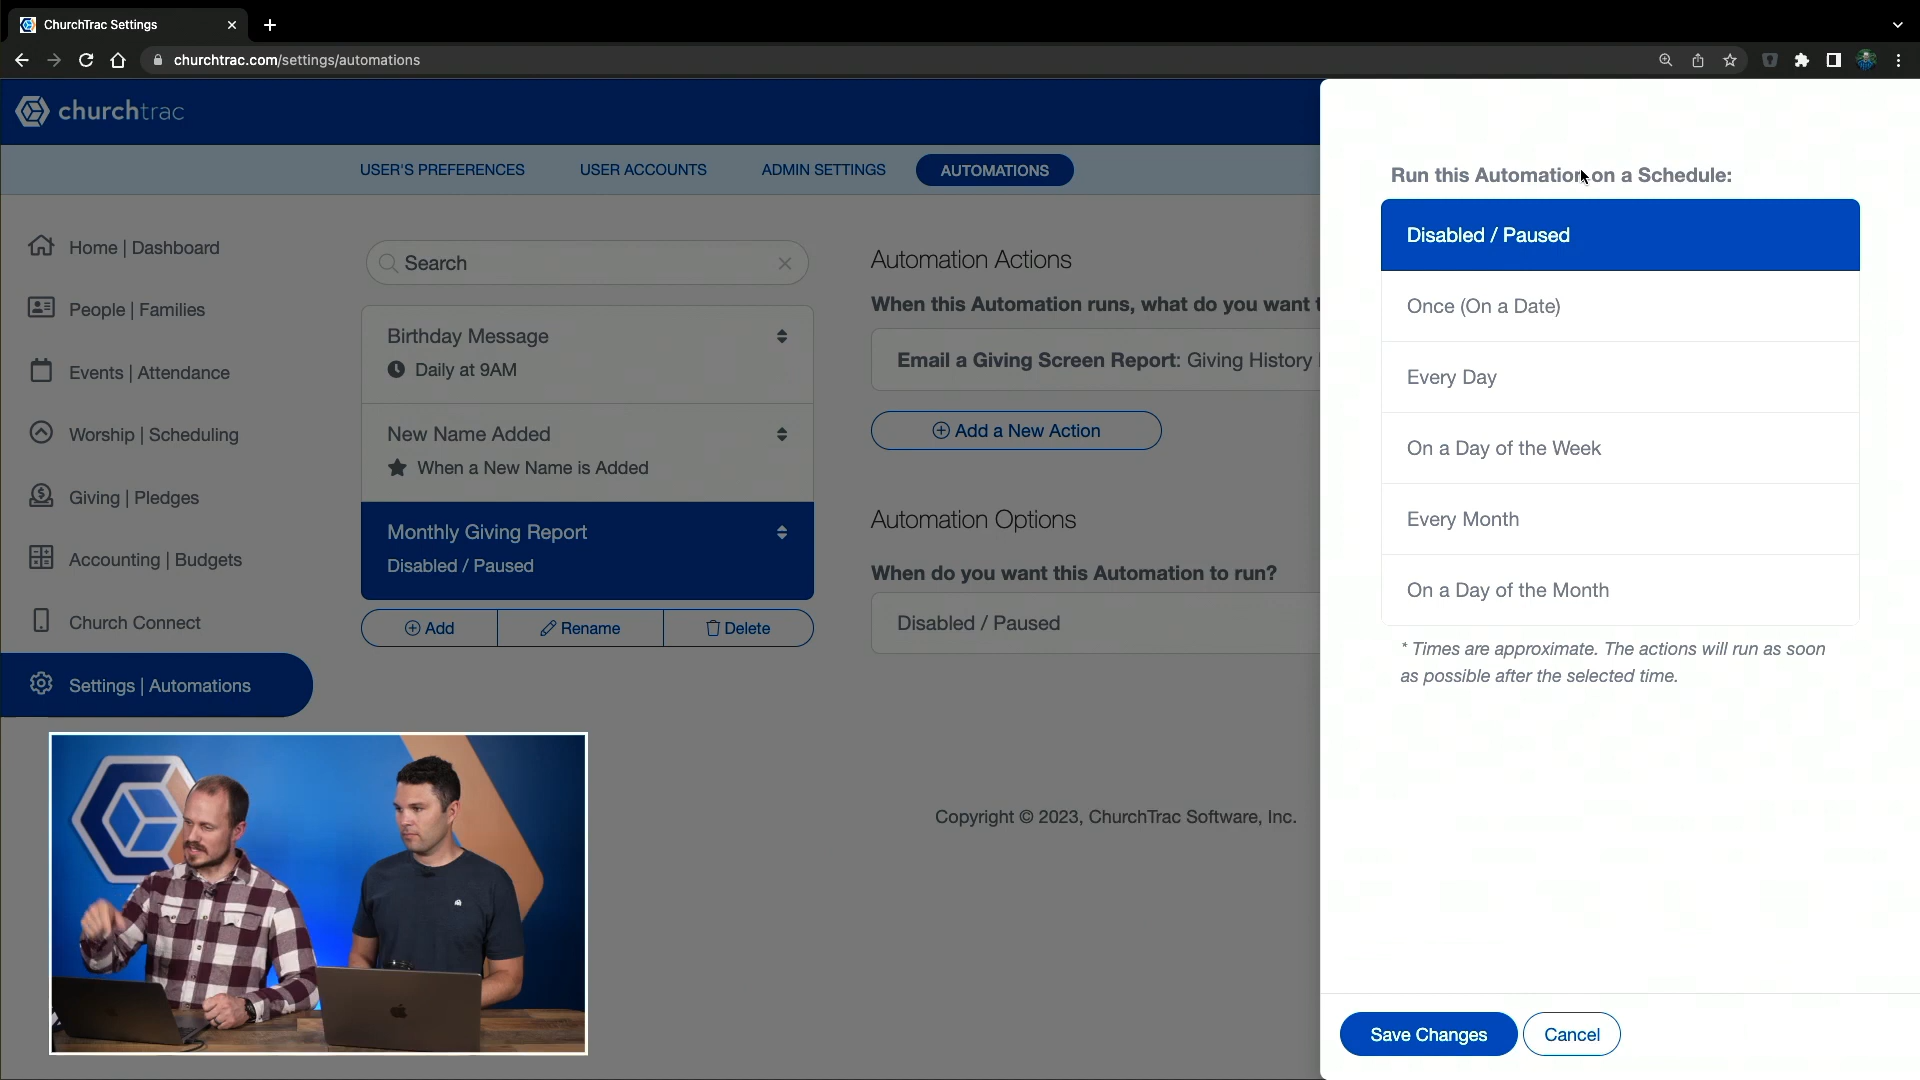 ChurchTrac Settings
churchtrac.com/settings/automations
churchtrac
USER'S PREFERENCES
USER ACCOUNTS
ADMIN SETTINGS
AUTOMATIONS
Home | Dashboard
People | Families
Events | Attendance
Worship | Scheduling
Giving | Pledges
Accounting | Budgets
Church Connect
Settings | Automations
Search
Birthday Message
Daily at 9AM
New Name Added
When a New Name is Added
Monthly Giving Report
Disabled / Paused
Add
Rename
Delete
Automation Actions
When this Automation runs, what do you want
Email a Giving Screen Report: Giving History
Add a New Action
Automation Options
When do you want this Automation to run?
Disabled / Paused
Copyright © 2023, ChurchTrac Software, Inc.
Run this Automation on a Schedule:
Disabled / Paused
Once (On a Date)
Every Day
On a Day of the Week
Every Month
On a Day of the Month
* Times are approximate. The actions will run as soon
as possible after the selected time.
Save Changes
Cancel